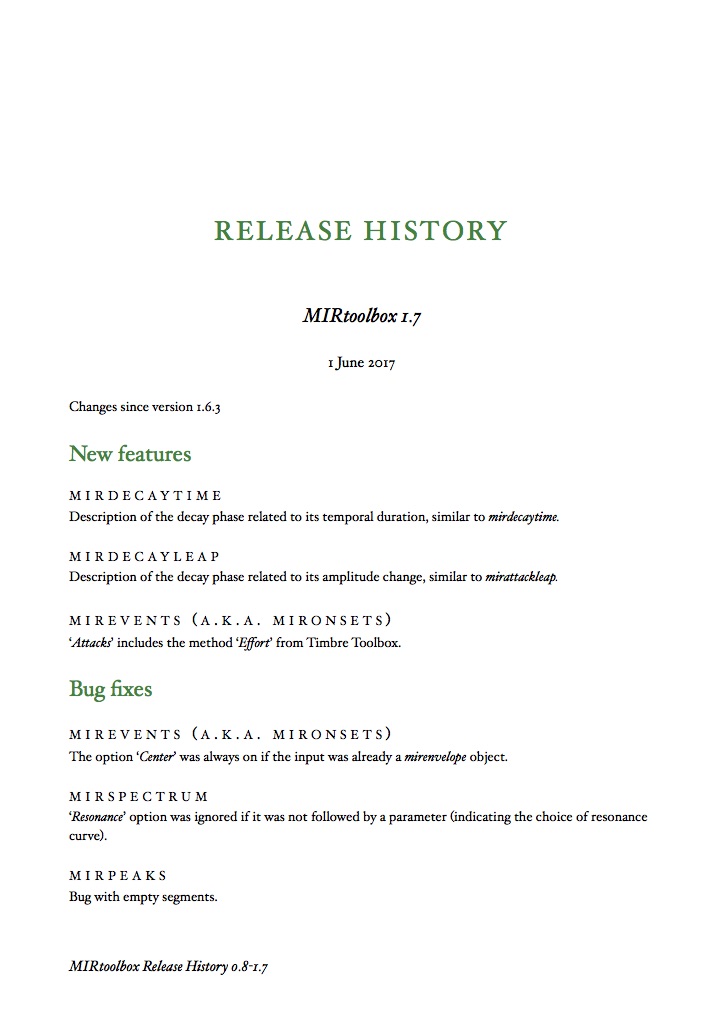 RELEASE HISTORY
MIRtoolbox 1.7
1 June 2017
Changes since version 1.6.3
New features
MIRDECAYTIME
Description of the decay phase related to its temporal duration, similar to mirdecaytime.
MIRDECAYLEAP
Description of the decay phase related to its amplitude change, similar to mirattackleap.
MIREVENTS (A.K.A. MIRONSETS)
‘Attacks’ includes the method ‘Effort’ from Timbre Toolbox.
Bug fixes
MIREVENTS (A.K.A. MIRONSETS)
The option ‘Center’ was always on if the input was already a mirenvelope object.
MIRSPECTRUM
‘Resonance’ option was ignored if it was not followed by a parameter (indicating the choice of resonance
curve).
MIRPEAKS
Bug with empty segments.
MIRtoolbox Release History 0.8-1.7